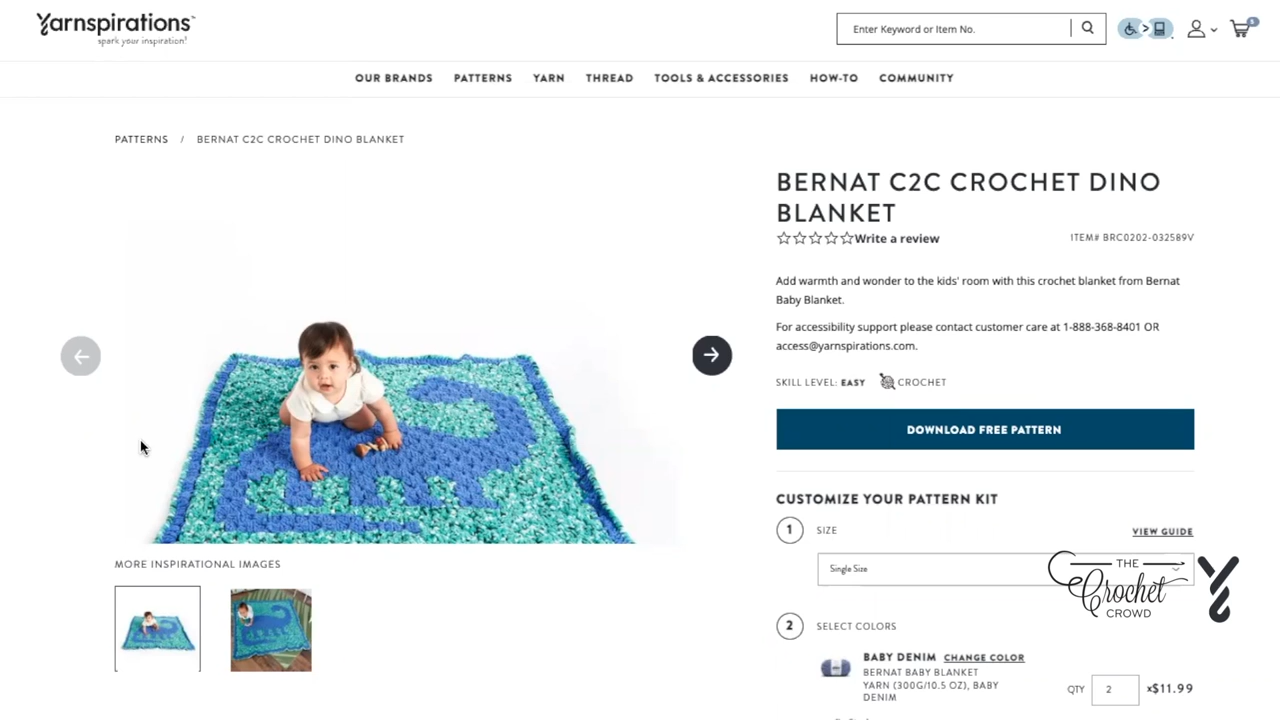 Yarnspirations
spark your inspiration!
Enter Keyword or Item No.
OUR BRANDS PATTERNS YARN THREAD TOOLS & ACCESSORIES HOW-TO COMMUNITY
PATTERNS / BERNAT C2C CROCHET DINO BLANKET
BERNAT C2C CROCHET DINO
BLANKET
Write a review
ITEM# BRC0202-032589V
Add warmth and wonder to the kids' room with this crochet blanket from Bernat
Baby Blanket.
For accessibility support please contact customer care at 1-888-368-8401 OR
access@yarnspirations.com.
SKILL LEVEL: EASY CROCHET
DOWNLOAD FREE PATTERN
CUSTOMIZE YOUR PATTERN KIT
1 SIZE VIEW GUIDE
Single Size
THE
Crochet
CROWD
2 SELECT COLORS
BABY DENIM CHANGE COLOR
BERNAT BABY BLANKET
YARN (300G/10.5 OZ), BABY
DENIM
QTY 2 x$11.99
MORE INSPIRATIONAL IMAGES